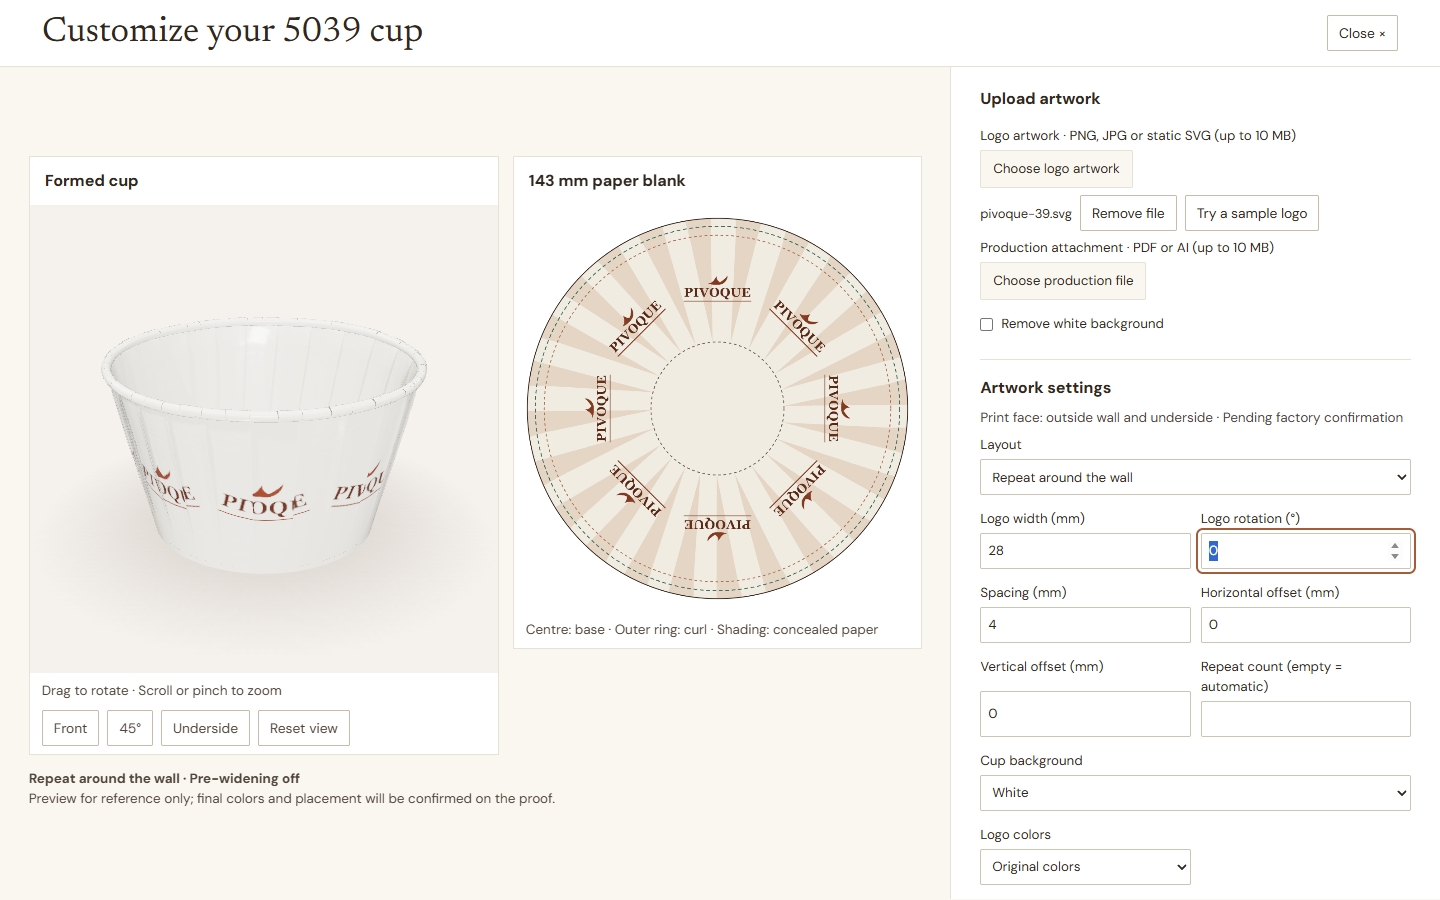 Customize your 5039 cup
Close ×
Formed cup
PIVOQE
PIVOQ
143 mm paper blank
PIVOQUE
PIVOQUE
PIVOQUE
PIVOQUE
PIVOQUE
PIVOQUE
PIVOQUE
PIVOQUE
Centre: base · Outer ring: curl · Shading: concealed paper
Drag to rotate · Scroll or pinch to zoom
Front
45°
Underside
Reset view
Repeat around the wall · Pre-widening off
Preview for reference only; final colors and placement will be confirmed on the proof.
Upload artwork
Logo artwork · PNG, JPG or static SVG (up to 10 MB)
Choose logo artwork
pivoque-39.svg
Remove file
Try a sample logo
Production attachment · PDF or AI (up to 10 MB)
Choose production file
Remove white background
Artwork settings
Print face: outside wall and underside · Pending factory confirmation
Layout
Repeat around the wall
Logo width (mm)
Logo rotation (°)
28
0
Spacing (mm)
Horizontal offset (mm)
4
0
Vertical offset (mm)
Repeat count (empty =
automatic)
0
Cup background
White
Logo colors
Original colors